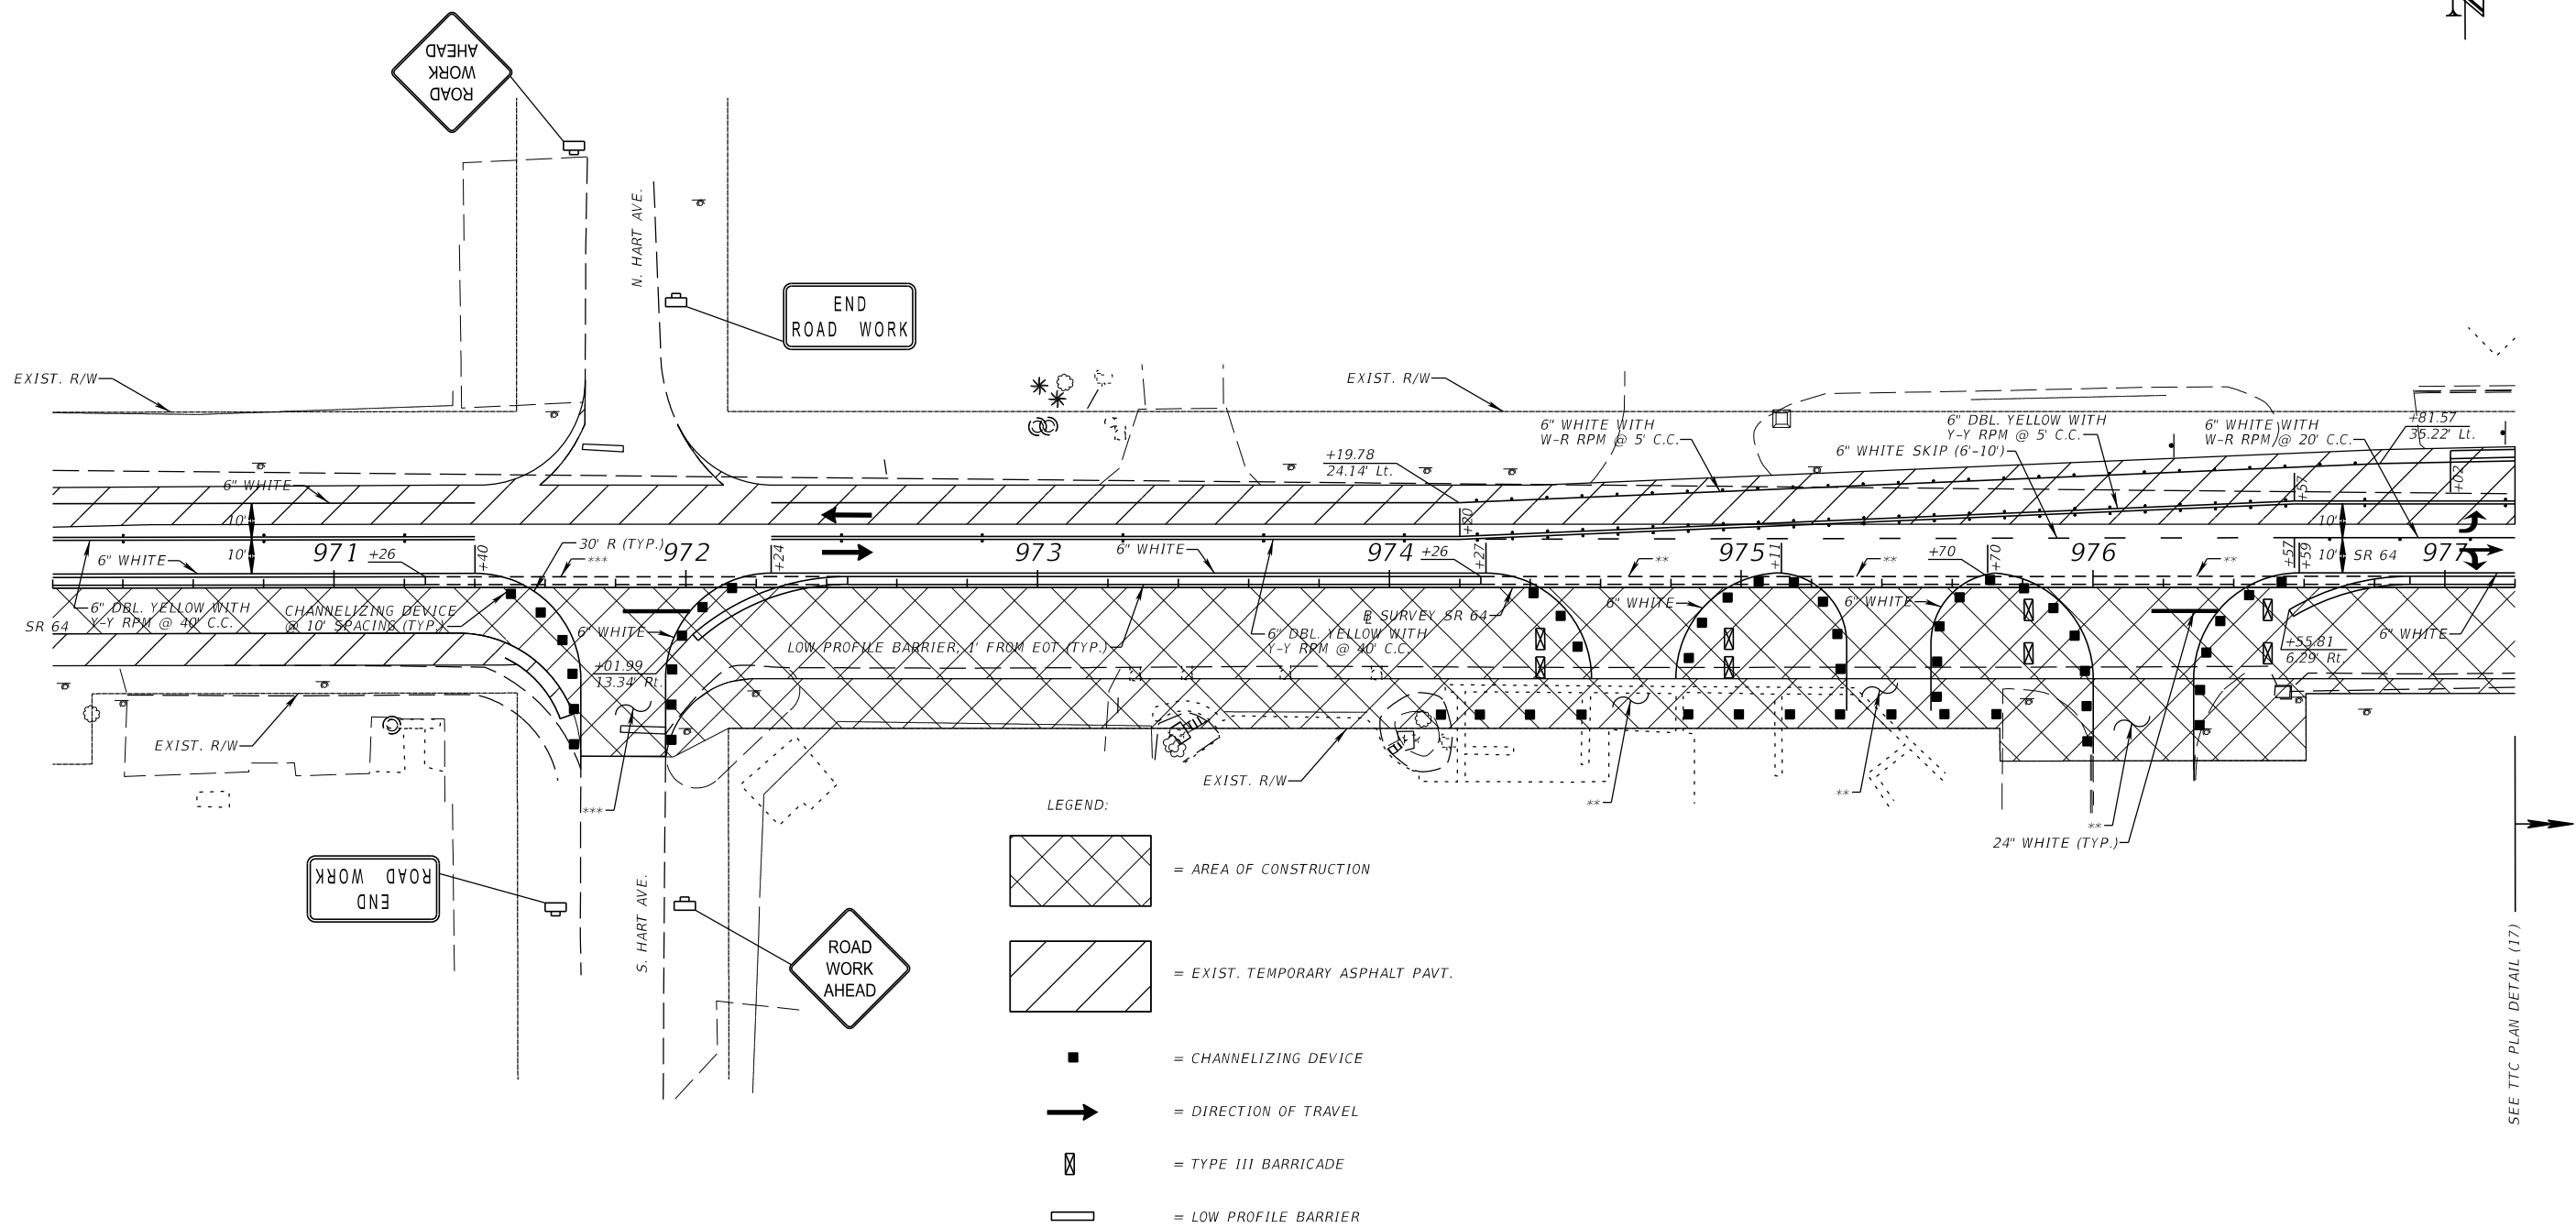 N
ROAD
WORK
AHEAD
N. HART AVE.
END
ROAD WORK
EXIST. R/W
EXIST. R/W
6" WHITE WITH
W-R RPM @ 5' C.C.
6" DBL. YELLOW WITH
Y-Y RPM @ 5' C.C.
6" WHITE SKIP (6'-10')
6" WHITE WITH
W-R RPM @ 20' C.C.
+81.57
35.22' Lt.
+19.78
24.14' Lt.
+02
+57
+20
6" WHITE
10'
10'
10'
10'
6" WHITE
971
+26
+40
30' R (TYP.)
***
972
+24
973
6" WHITE
974
+26
+27
**
975
+11
**
+70
+70
976
**
+57
+59
SR 64
977
6" DBL. YELLOW WITH
Y-Y RPM @ 40' C.C.
SR 64
CHANNELIZING DEVICE
@ 10' SPACING (TYP.)
6" WHITE
+01.99
13.34' Rt.
LOW PROFILE BARRIER, 1' FROM EOT (TYP.)
B SURVEY SR 64
6" DBL. YELLOW WITH
Y-Y RPM @ 40' C.C.
6" WHITE
6" WHITE
+55.81
6.29' Rt.
6" WHITE
EXIST. R/W
EXIST. R/W
***
**
**
**
24" WHITE (TYP.)
END
ROAD WORK
S. HART AVE.
ROAD
WORK
AHEAD
LEGEND:
= AREA OF CONSTRUCTION
= EXIST. TEMPORARY ASPHALT PAVT.
= CHANNELIZING DEVICE
= DIRECTION OF TRAVEL
= TYPE III BARRICADE
= LOW PROFILE BARRIER
SEE TTC PLAN DETAIL (17)